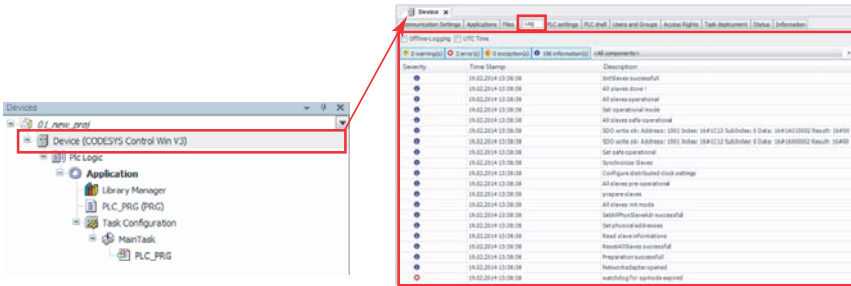 Devices
01_new_proj
Device (CODESYS Control Win V3)
Plc Logic
Application
Library Manager
PLC_PRG (PRG)
Task Configuration
MainTask
PLC_PRG
Device
Communication Settings Applications Files Log PLC settings PLC shell Users and Groups Access Rights Task deployment Status Information
Offline-Logging UTC Time
0 warning(s) 2 error(s) 0 exception(s) 196 information(s) <All components>
Severity Time Stamp Description
19.02.2014 13:38:38 InitSlaves successfull
19.02.2014 13:38:38 All slaves done !
19.02.2014 13:38:38 All slaves operational
19.02.2014 13:38:38 Set operational mode
19.02.2014 13:38:38 All slaves safe operational
19.02.2014 13:38:38 SDO write ok: Address: 1001 Index: 16#1C13 SubIndex: 0 Data: 16#1A010002 Result: 16#00
19.02.2014 13:38:38 SDO write ok: Address: 1001 Index: 16#1C12 SubIndex: 0 Data: 16#16000002 Result: 16#00
19.02.2014 13:38:38 Set safe operational
19.02.2014 13:38:38 Synchronize Slaves
19.02.2014 13:38:38 Configure distributed clock settings
19.02.2014 13:38:38 All slaves pre-operational
19.02.2014 13:38:38 prepare slaves
19.02.2014 13:38:38 All slaves init mode
19.02.2014 13:38:38 SetAllPhysSlaveAdr successfull
19.02.2014 13:38:38 Set physical addresses
19.02.2014 13:38:38 Read slave informations
19.02.2014 13:38:38 ResetAllSlaves successfull
19.02.2014 13:38:38 Preparation successfull
19.02.2014 13:38:38 Networkadapter opened
19.02.2014 13:38:38 watchdog for opmode expired